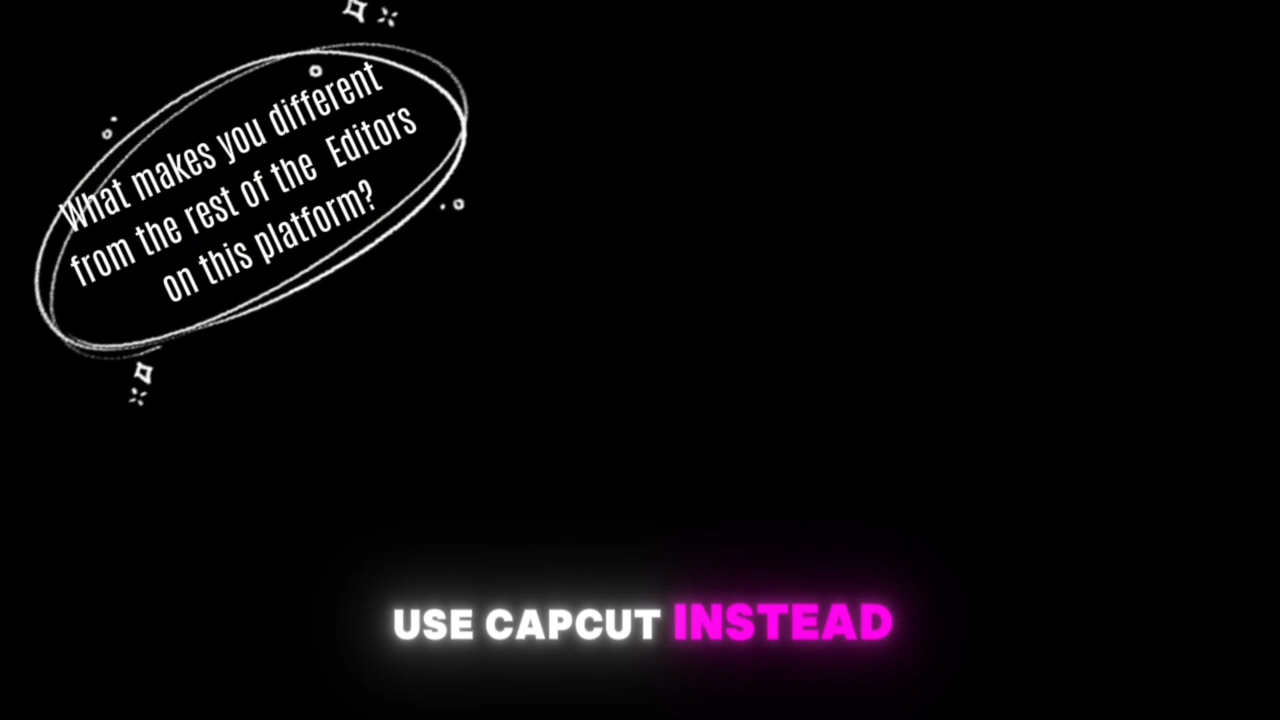 What makes you different
from the rest of the Editors
on this platform?
USE CAPCUT INSTEAD